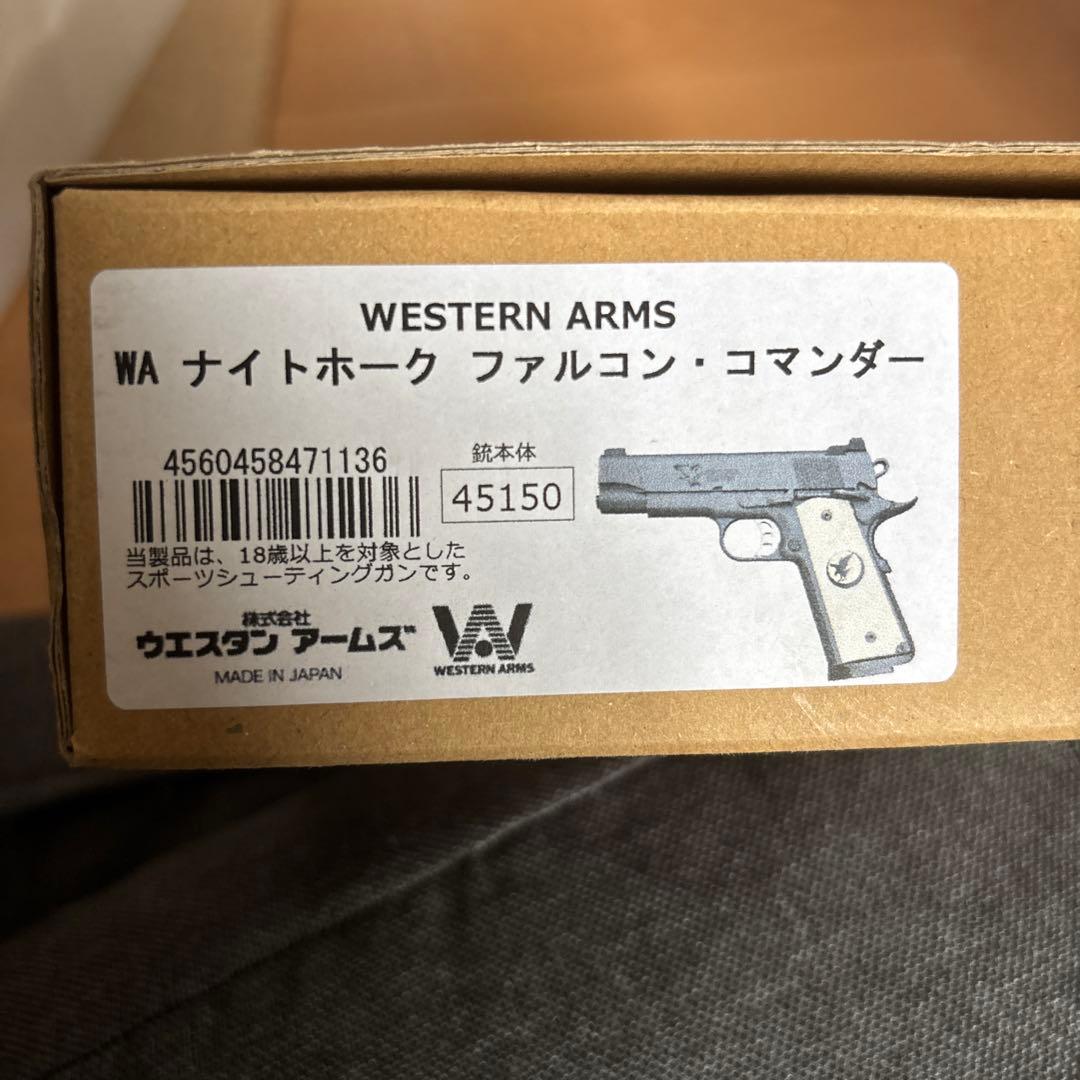 WESTERN ARMS
WA ナイトホーク ファルコン・コマンダー
4560458471136
銃本体
45150
当製品は、18歳以上を対象とした
スポーツシューティングガンです。
株式会社
ウエスタン アームズ
MADE IN JAPAN
WA
WESTERN ARMS